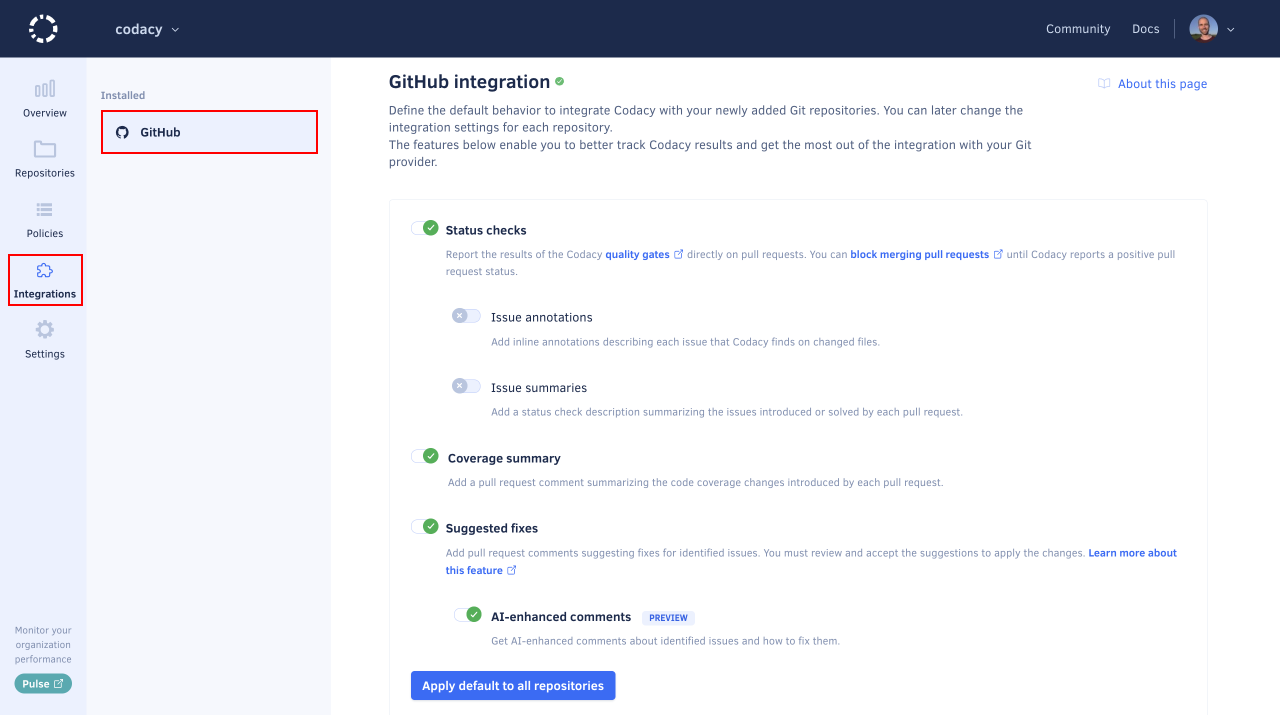 codacy
Community
Docs
Overview
Repositories
Policies
Integrations
Settings
Monitor your
organization
performance
Pulse
Installed
GitHub
GitHub integration
About this page
Define the default behavior to integrate Codacy with your newly added Git repositories. You can later change the
integration settings for each repository.
The features below enable you to better track Codacy results and get the most out of the integration with your Git
provider.
Status checks
Report the results of the Codacy quality gates directly on pull requests. You can block merging pull requests until Codacy reports a positive pull
request status.
Issue annotations
Add inline annotations describing each issue that Codacy finds on changed files.
Issue summaries
Add a status check description summarizing the issues introduced or solved by each pull request.
Coverage summary
Add a pull request comment summarizing the code coverage changes introduced by each pull request.
Suggested fixes
Add pull request comments suggesting fixes for identified issues. You must review and accept the suggestions to apply the changes. Learn more about
this feature
AI-enhanced comments PREVIEW
Get AI-enhanced comments about identified issues and how to fix them.
Apply default to all repositories